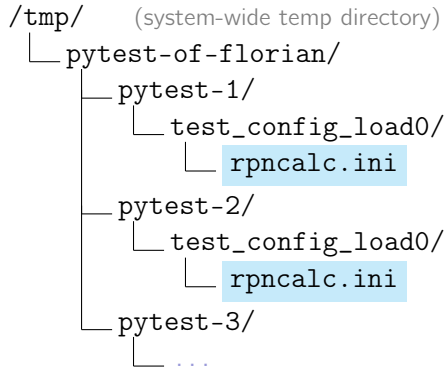 /tmp/ (system-wide temp directory)
pytest-of-florian/
pytest-1/
test_config_load0/
rpncalc.ini
pytest-2/
test_config_load0/
rpncalc.ini
pytest-3/
...